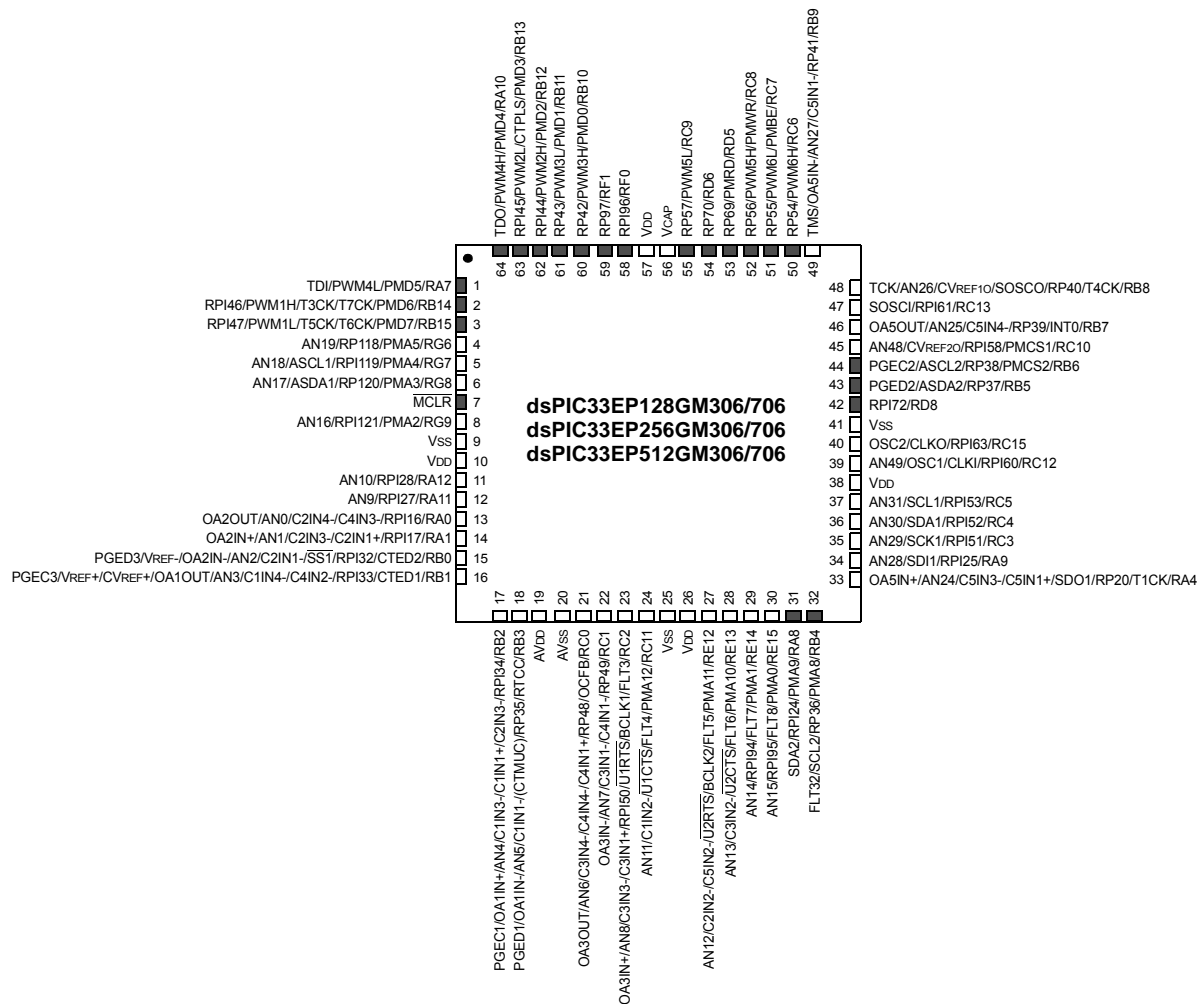 TDO/PWM4H/PMD4/RA10
RPI45/PWM2L/CTPLS/PMD3/RB13
RPI44/PWM2H/PMD2/RB12
RP43/PWM3L/PMD1/RB11
RP42/PWM3H/PMD0/RB10
RP97/RF1
RPI96/RF0
VDD
VCAP
RP57/PWM5L/RC9
RP70/RD6
RP69/PMRD/RD5
RP56/PWM5H/PMWR/RC8
RP55/PWM6L/PMBE/RC7
RP54/PWM6H/RC6
TMS/OA5IN-/AN27/C5IN1-/RP41/RB9
64 63 62 61 60 59 58 57 56 55 54 53 52 51 50 49
TDI/PWM4L/PMD5/RA7 1
RPI46/PWM1H/T3CK/T7CK/PMD6/RB14 2
RPI47/PWM1L/T5CK/T6CK/PMD7/RB15 3
AN19/RP118/PMA5/RG6 4
AN18/ASCL1/RPI119/PMA4/RG7 5
AN17/ASDA1/RP120/PMA3/RG8 6
MCLR 7
AN16/RPI121/PMA2/RG9 8
VSS 9
VDD 10
AN10/RPI28/RA12 11
AN9/RPI27/RA11 12
OA2OUT/AN0/C2IN4-/C4IN3-/RPI16/RA0 13
OA2IN+/AN1/C2IN3-/C2IN1+/RPI17/RA1 14
PGED3/VREF-/OA2IN-/AN2/C2IN1-/SS1/RPI32/CTED2/RB0 15
PGEC3/VREF+/CVREF+/OA1OUT/AN3/C1IN4-/C4IN2-/RPI33/CTED1/RB1 16
dsPIC33EP128GM306/706
dsPIC33EP256GM306/706
dsPIC33EP512GM306/706
48 TCK/AN26/CVREF1O/SOSCO/RP40/T4CK/RB8
47 SOSCI/RPI61/RC13
46 OA5OUT/AN25/C5IN4-/RP39/INT0/RB7
45 AN48/CVREF2O/RPI58/PMCS1/RC10
44 PGEC2/ASCL2/RP38/PMCS2/RB6
43 PGED2/ASDA2/RP37/RB5
42 RPI72/RD8
41 VSS
40 OSC2/CLKO/RPI63/RC15
39 AN49/OSC1/CLKI/RPI60/RC12
38 VDD
37 AN31/SCL1/RPI53/RC5
36 AN30/SDA1/RPI52/RC4
35 AN29/SCK1/RPI51/RC3
34 AN28/SDI1/RPI25/RA9
33 OA5IN+/AN24/C5IN3-/C5IN1+/SDO1/RP20/T1CK/RA4
17 18 19 20 21 22 23 24 25 26 27 28 29 30 31 32
PGEC1/OA1IN+/AN4/C1IN3-/C1IN1+/C2IN3-/RPI34/RB2
PGED1/OA1IN-/AN5/C1IN1-/(CTMUC)/RP35/RTCC/RB3
AVDD
AVSS
OA3OUT/AN6/C3IN4-/C4IN4-/C4IN1+/RP48/OCFB/RC0
OA3IN-/AN7/C3IN1-/C4IN1-/RP49/RC1
OA3IN+/AN8/C3IN3-/C3IN1+/RPI50/U1RTS/BCLK1/FLT3/RC2
AN11/C1IN2-/U1CTS/FLT4/PMA12/RC11
VSS
VDD
AN12/C2IN2-/C5IN2-/U2RTS/BCLK2/FLT5/PMA11/RE12
AN13/C3IN2-/U2CTS/FLT6/PMA10/RE13
AN14/RPI94/FLT7/PMA1/RE14
AN15/RPI95/FLT8/PMA0/RE15
SDA2/RPI24/PMA9/RA8
FLT32/SCL2/RP36/PMA8/RB4